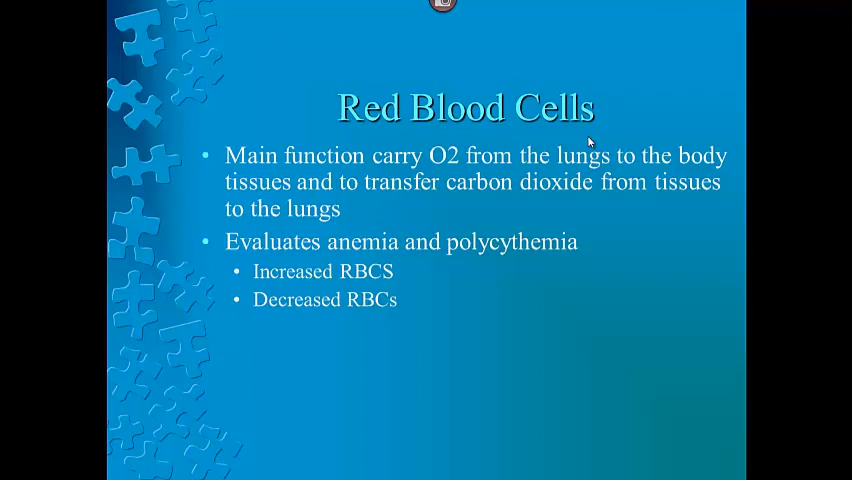 Red Blood Cells
• Main function carry O2 from the lungs to the body
tissues and to transfer carbon dioxide from tissues
to the lungs
• Evaluates anemia and polycythemia
• Increased RBCS
• Decreased RBCs